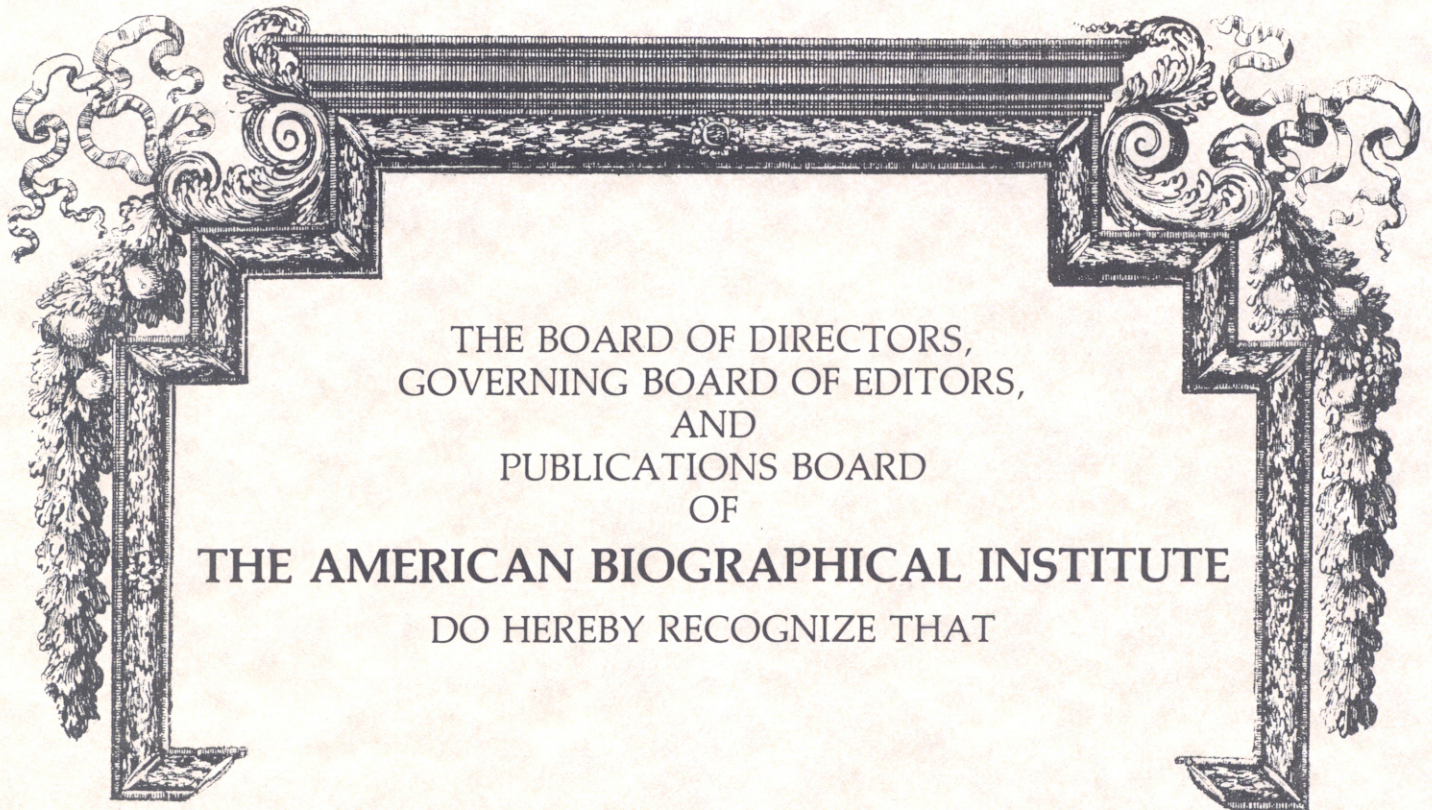 THE BOARD OF DIRECTORS,
GOVERNING BOARD OF EDITORS,
AND
PUBLICATIONS BOARD
OF
THE AMERICAN BIOGRAPHICAL INSTITUTE
DO HEREBY RECOGNIZE THAT